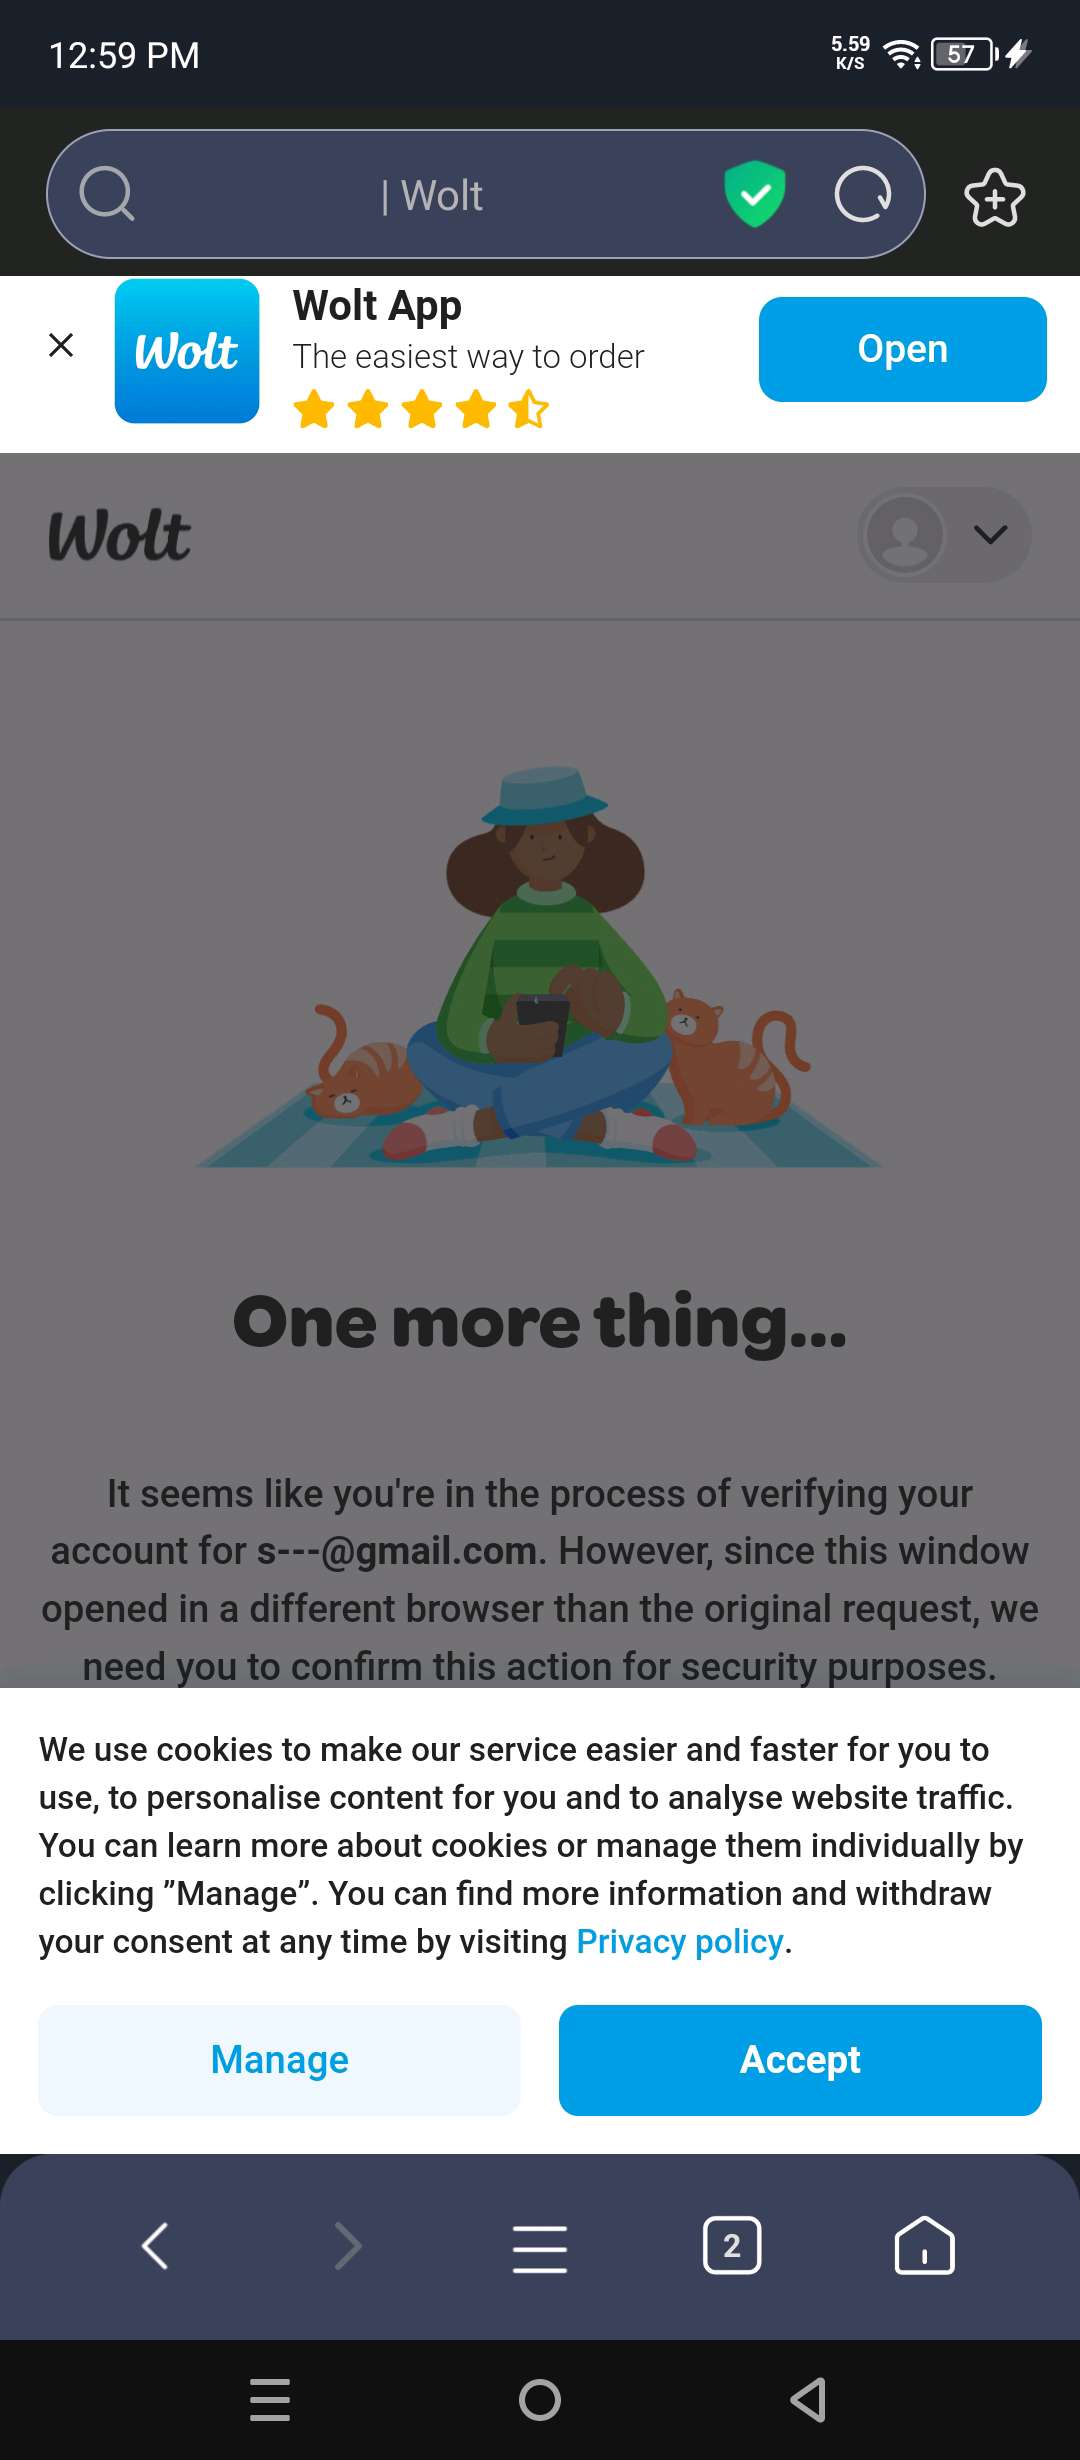 12:59 PM
5.59
K/S
57
| Wolt
Wolt
Wolt App
The easiest way to order
Open
Wolt
One more thing...
It seems like you're in the process of verifying your
account for s---@gmail.com. However, since this window
opened in a different browser than the original request, we
need you to confirm this action for security purposes.
We use cookies to make our service easier and faster for you to
use, to personalise content for you and to analyse website traffic.
You can learn more about cookies or manage them individually by
clicking ”Manage”. You can find more information and withdraw
your consent at any time by visiting Privacy policy.
Manage
Accept
2